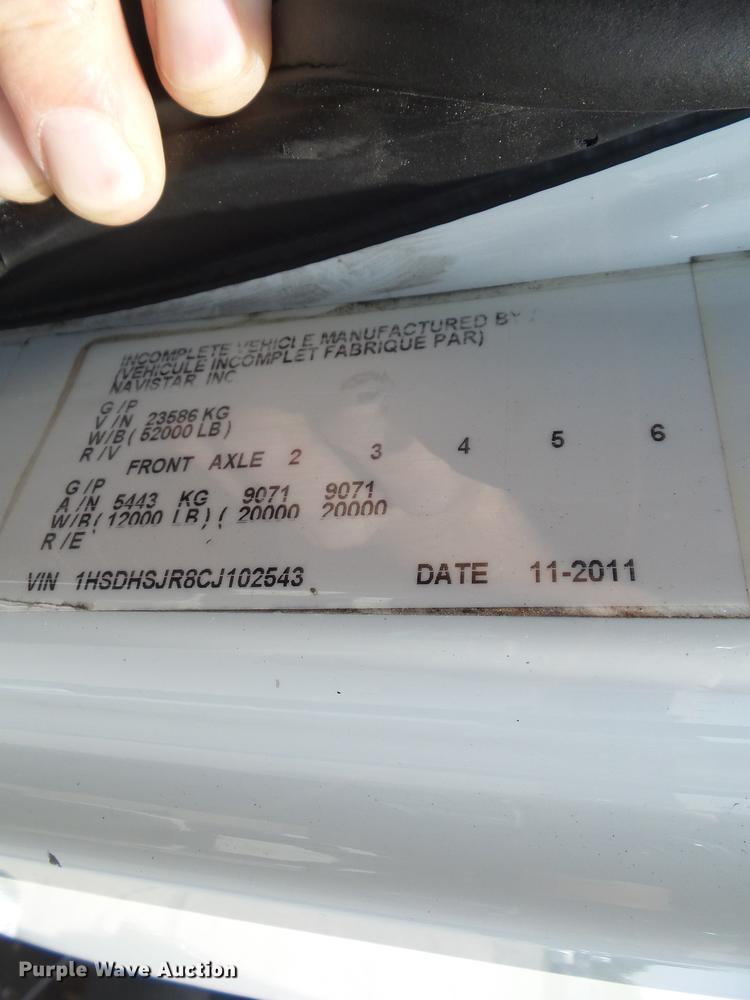 INCOMPLETE VEHICLE MANUFACTURED BY
(VEHICULE INCOMPLET FABRIQUE PAR)
NAVISTAR, INC
G/P
V/N 23586 KG
W/B (52000 LB)
R/V
FRONT AXLE 2 3 4 5 6
G/P
A/N 5443 KG 9071 9071
W/B (12000 LB) ( 20000 20000
R/E
VIN 1HSDHSJR8CJ102543 DATE 11-2011
Purple Wave Auction